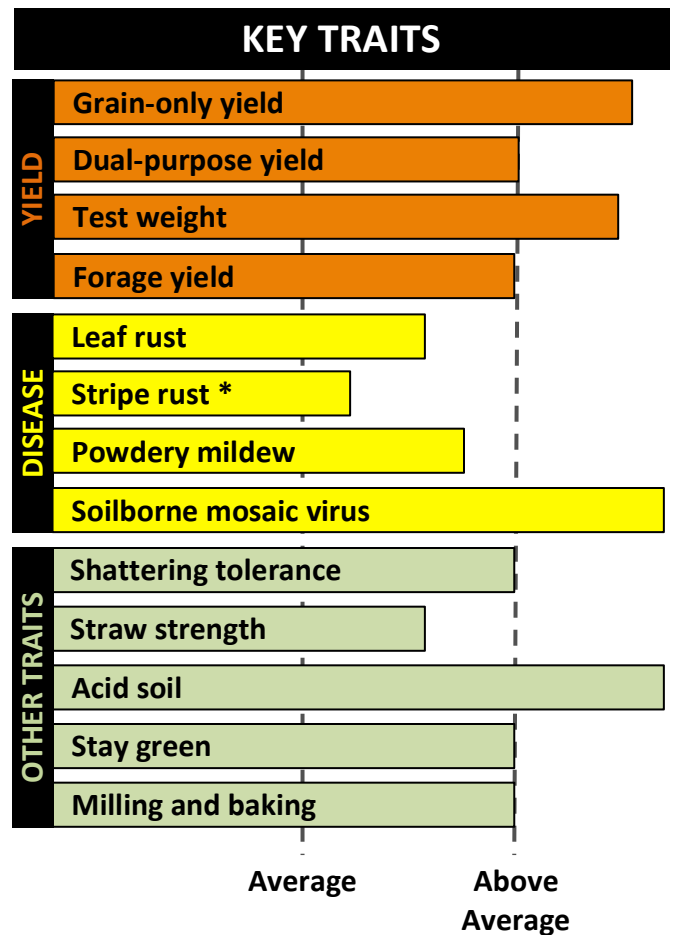 KEY TRAITS
YIELD
Grain-only yield
Dual-purpose yield
Test weight
Forage yield
DISEASE
Leaf rust
Stripe rust *
Powdery mildew
Soilborne mosaic virus
OTHER TRAITS
Shattering tolerance
Straw strength
Acid soil
Stay green
Milling and baking
Average
Above
Average